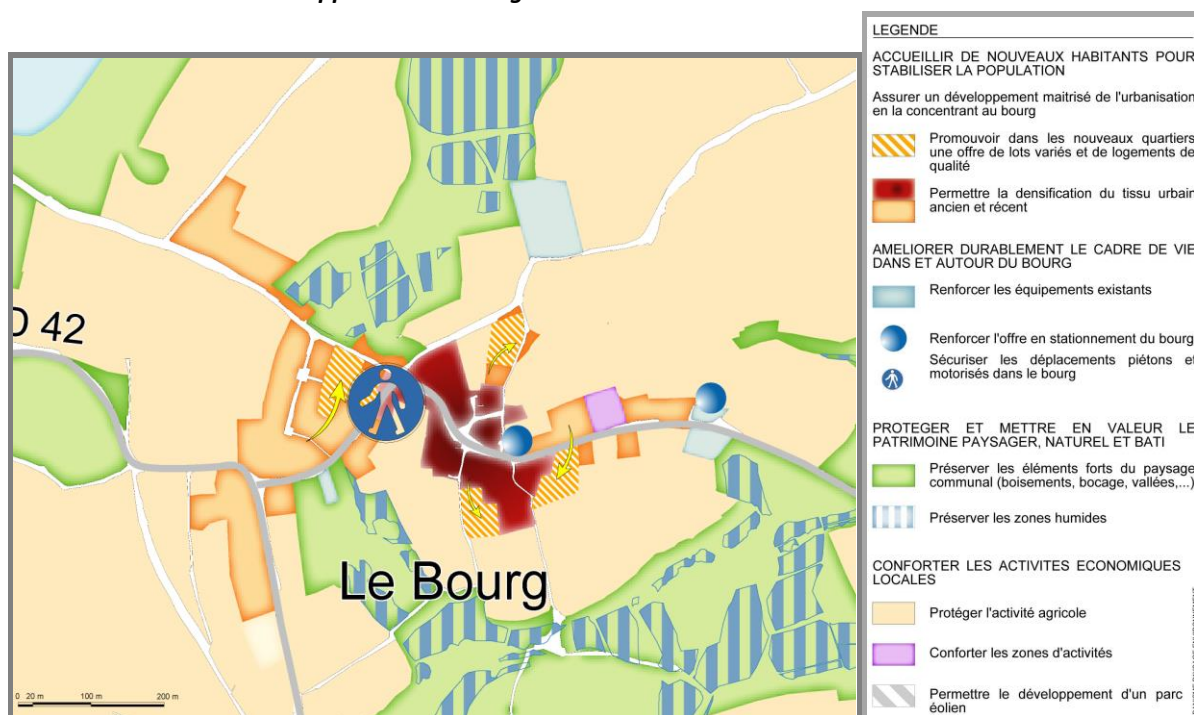 LEGENDE
ACCUEILLIR DE NOUVEAUX HABITANTS POUR
STABILISER LA POPULATION
Assurer un développement maitrisé de l'urbanisation
en la concentrant au bourg
Promouvoir dans les nouveaux quartiers
une offre de lots variés et de logements de
qualité
Permettre la densification du tissu urbain
ancien et récent
AMELIORER DURABLEMENT LE CADRE DE VIE
DANS ET AUTOUR DU BOURG
Renforcer les équipements existants
Renforcer l'offre en stationnement du bourg
Sécuriser les déplacements piétons et
motorisés dans le bourg
PROTEGER ET METTRE EN VALEUR LE
PATRIMOINE PAYSAGER, NATUREL ET BATI
Préserver les éléments forts du paysage
communal (boisements, bocage, vallées,...)
Préserver les zones humides
CONFORTER LES ACTIVITES ECONOMIQUES
LOCALES
Protéger l'activité agricole
Conforter les zones d'activités
Permettre le développement d'un parc
éolien
D 42
Le Bourg
0 20 m 100 m 200 m